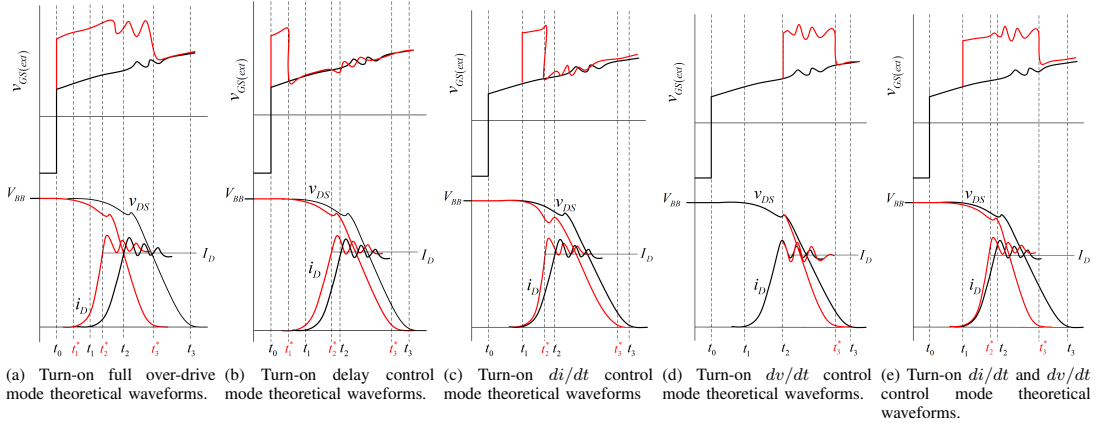 v_GS(ext) v_GS(ext) v_GS(ext) v_GS(ext) v_GS(ext)
V_BB v_DS V_BB v_DS V_BB v_DS V_BB v_DS V_BB v_DS
I_D I_D I_D I_D I_D
i_D i_D i_D i_D i_D
t_0 t_1^* t_1 t_2^* t_2 t_3^* t_3
t_0 t_1^* t_1 t_2^* t_2 t_3^* t_3
t_0 t_1 t_2^* t_2 t_3^* t_3
t_0 t_1 t_2 t_3^* t_3
t_0 t_1 t_2^* t_2 t_3^* t_3
(a) Turn-on full over-drive
mode theoretical waveforms.
(b) Turn-on delay control
mode theoretical waveforms.
(c) Turn-on di/dt control
mode theoretical waveforms
(d) Turn-on dv/dt control
mode theoretical waveforms.
(e) Turn-on di/dt and dv/dt
control mode theoretical
waveforms.